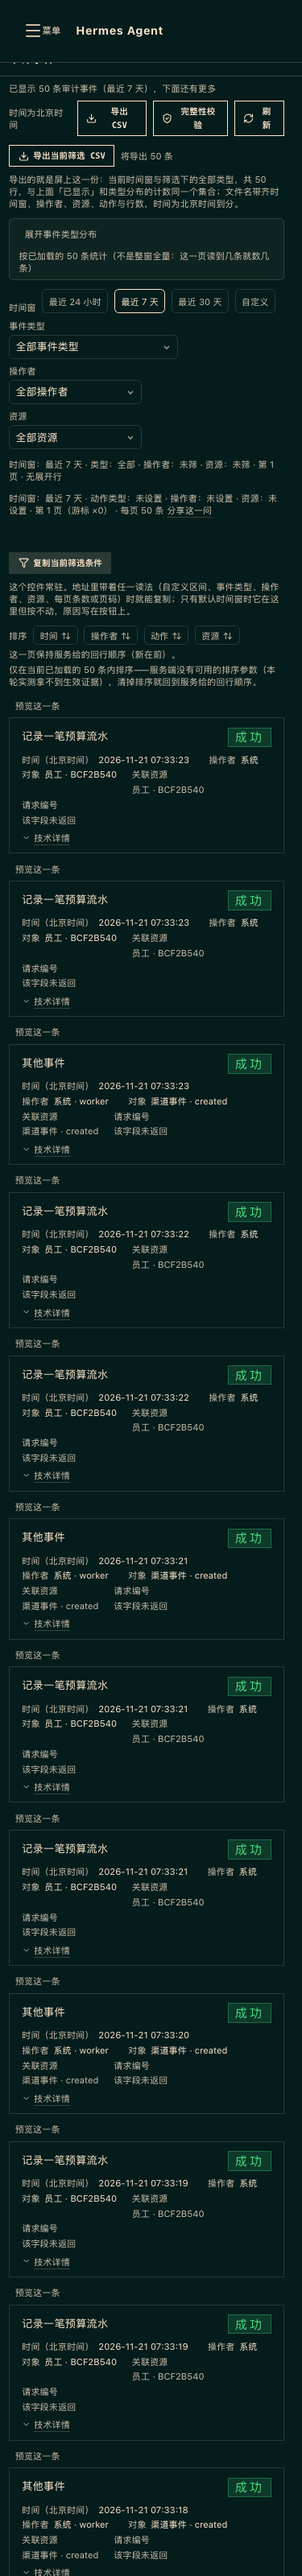 菜单 Hermes Agent
已显示 50 条审计事件（最近 7 天），下面还有更多
时间为北京时间
导出 CSV
完整性校验
刷新
导出当前筛选 CSV
将导出 50 条
导出的就是屏上这一份：当前时间窗与筛选下的全部类型，共 50
行，与上面「已显示」和类型分布的计数同一个集合；文件名带齐时
间窗、操作者、资源、动作与行数，时间为北京时间到分。
展开事件类型分布
按已加载的 50 条统计（不是整窗全量：这一页读到几条就数几
条）
时间窗 最近 24 小时 最近 7 天 最近 30 天 自定义
事件类型
全部事件类型
操作者
全部操作者
资源
全部资源
时间窗：最近 7 天 · 类型：全部 · 操作者：未筛 · 资源：未筛 · 第 1
页 · 无展开行
时间窗：最近 7 天 · 动作类型：未设置 · 操作者：未设置 · 资源：未
设置 · 第 1 页（游标 ×0） · 每页 50 条 分享这一问
复制当前筛选条件
这个控件常驻。地址里带着任一读法（自定义区间、事件类型、操作
者、资源、每页条数或页码）时就能复制；只有默认时间窗时它在这
里但按不动，原因写在按钮上。
排序 时间 ⇅ 操作者 ⇅ 动作 ⇅ 资源 ⇅
这一页保持服务给的回行顺序（新在前）。
仅在当前已加载的 50 条内排序——服务端没有可用的排序参数（本
轮实测拿不到生效证据），清掉排序就回到服务给的回行顺序。
预览这一条
记录一笔预算流水 成功
时间（北京时间） 2026-11-21 07:03:23 操作者 系统
对象 员工 · BCF2B540 关联资源
员工 · BCF2B540
请求编号
该字段未返回
技术详情
预览这一条
记录一笔预算流水 成功
时间（北京时间） 2026-11-21 07:03:23 操作者 系统
对象 员工 · BCF2B540 关联资源
员工 · BCF2B540
请求编号
该字段未返回
技术详情
预览这一条
其他事件 成功
时间（北京时间） 2026-11-21 07:03:23
操作者 系统 · worker 对象 渠道事件 · created
关联资源 请求编号
渠道事件 · created 该字段未返回
技术详情
预览这一条
记录一笔预算流水 成功
时间（北京时间） 2026-11-21 07:03:22 操作者 系统
对象 员工 · BCF2B540 关联资源
员工 · BCF2B540
请求编号
该字段未返回
技术详情
预览这一条
记录一笔预算流水 成功
时间（北京时间） 2026-11-21 07:03:22 操作者 系统
对象 员工 · BCF2B540 关联资源
员工 · BCF2B540
请求编号
该字段未返回
技术详情
预览这一条
其他事件 成功
时间（北京时间） 2026-11-21 07:03:21
操作者 系统 · worker 对象 渠道事件 · created
关联资源 请求编号
渠道事件 · created 该字段未返回
技术详情
预览这一条
记录一笔预算流水 成功
时间（北京时间） 2026-11-21 07:03:21 操作者 系统
对象 员工 · BCF2B540 关联资源
员工 · BCF2B540
请求编号
该字段未返回
技术详情
预览这一条
记录一笔预算流水 成功
时间（北京时间） 2026-11-21 07:03:21 操作者 系统
对象 员工 · BCF2B540 关联资源
员工 · BCF2B540
请求编号
该字段未返回
技术详情
预览这一条
其他事件 成功
时间（北京时间） 2026-11-21 07:03:20
操作者 系统 · worker 对象 渠道事件 · created
关联资源 请求编号
渠道事件 · created 该字段未返回
技术详情
预览这一条
记录一笔预算流水 成功
时间（北京时间） 2026-11-21 07:03:19 操作者 系统
对象 员工 · BCF2B540 关联资源
员工 · BCF2B540
请求编号
该字段未返回
技术详情
预览这一条
记录一笔预算流水 成功
时间（北京时间） 2026-11-21 07:03:19 操作者 系统
对象 员工 · BCF2B540 关联资源
员工 · BCF2B540
请求编号
该字段未返回
技术详情
预览这一条
其他事件 成功
时间（北京时间） 2026-11-21 07:03:18
操作者 系统 · worker 对象 渠道事件 · created
关联资源 请求编号
渠道事件 · created 该字段未返回
技术详情